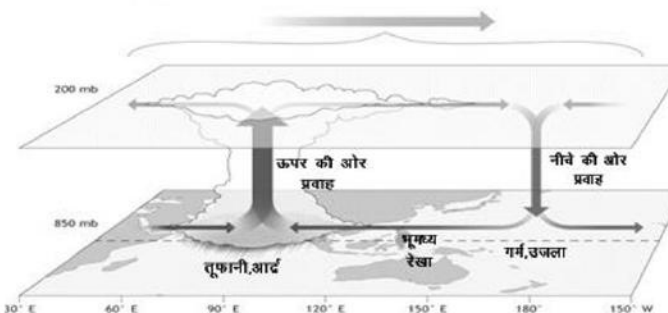 200 mb
ऊपर की ओर
प्रवाह
नीचे की ओर
प्रवाह
850 mb
भूमध्य
रेखा
गर्म,उजला
तूफानी,आर्द्र
30° E 60° E 90° E 120° E 150° E 180° 150° W